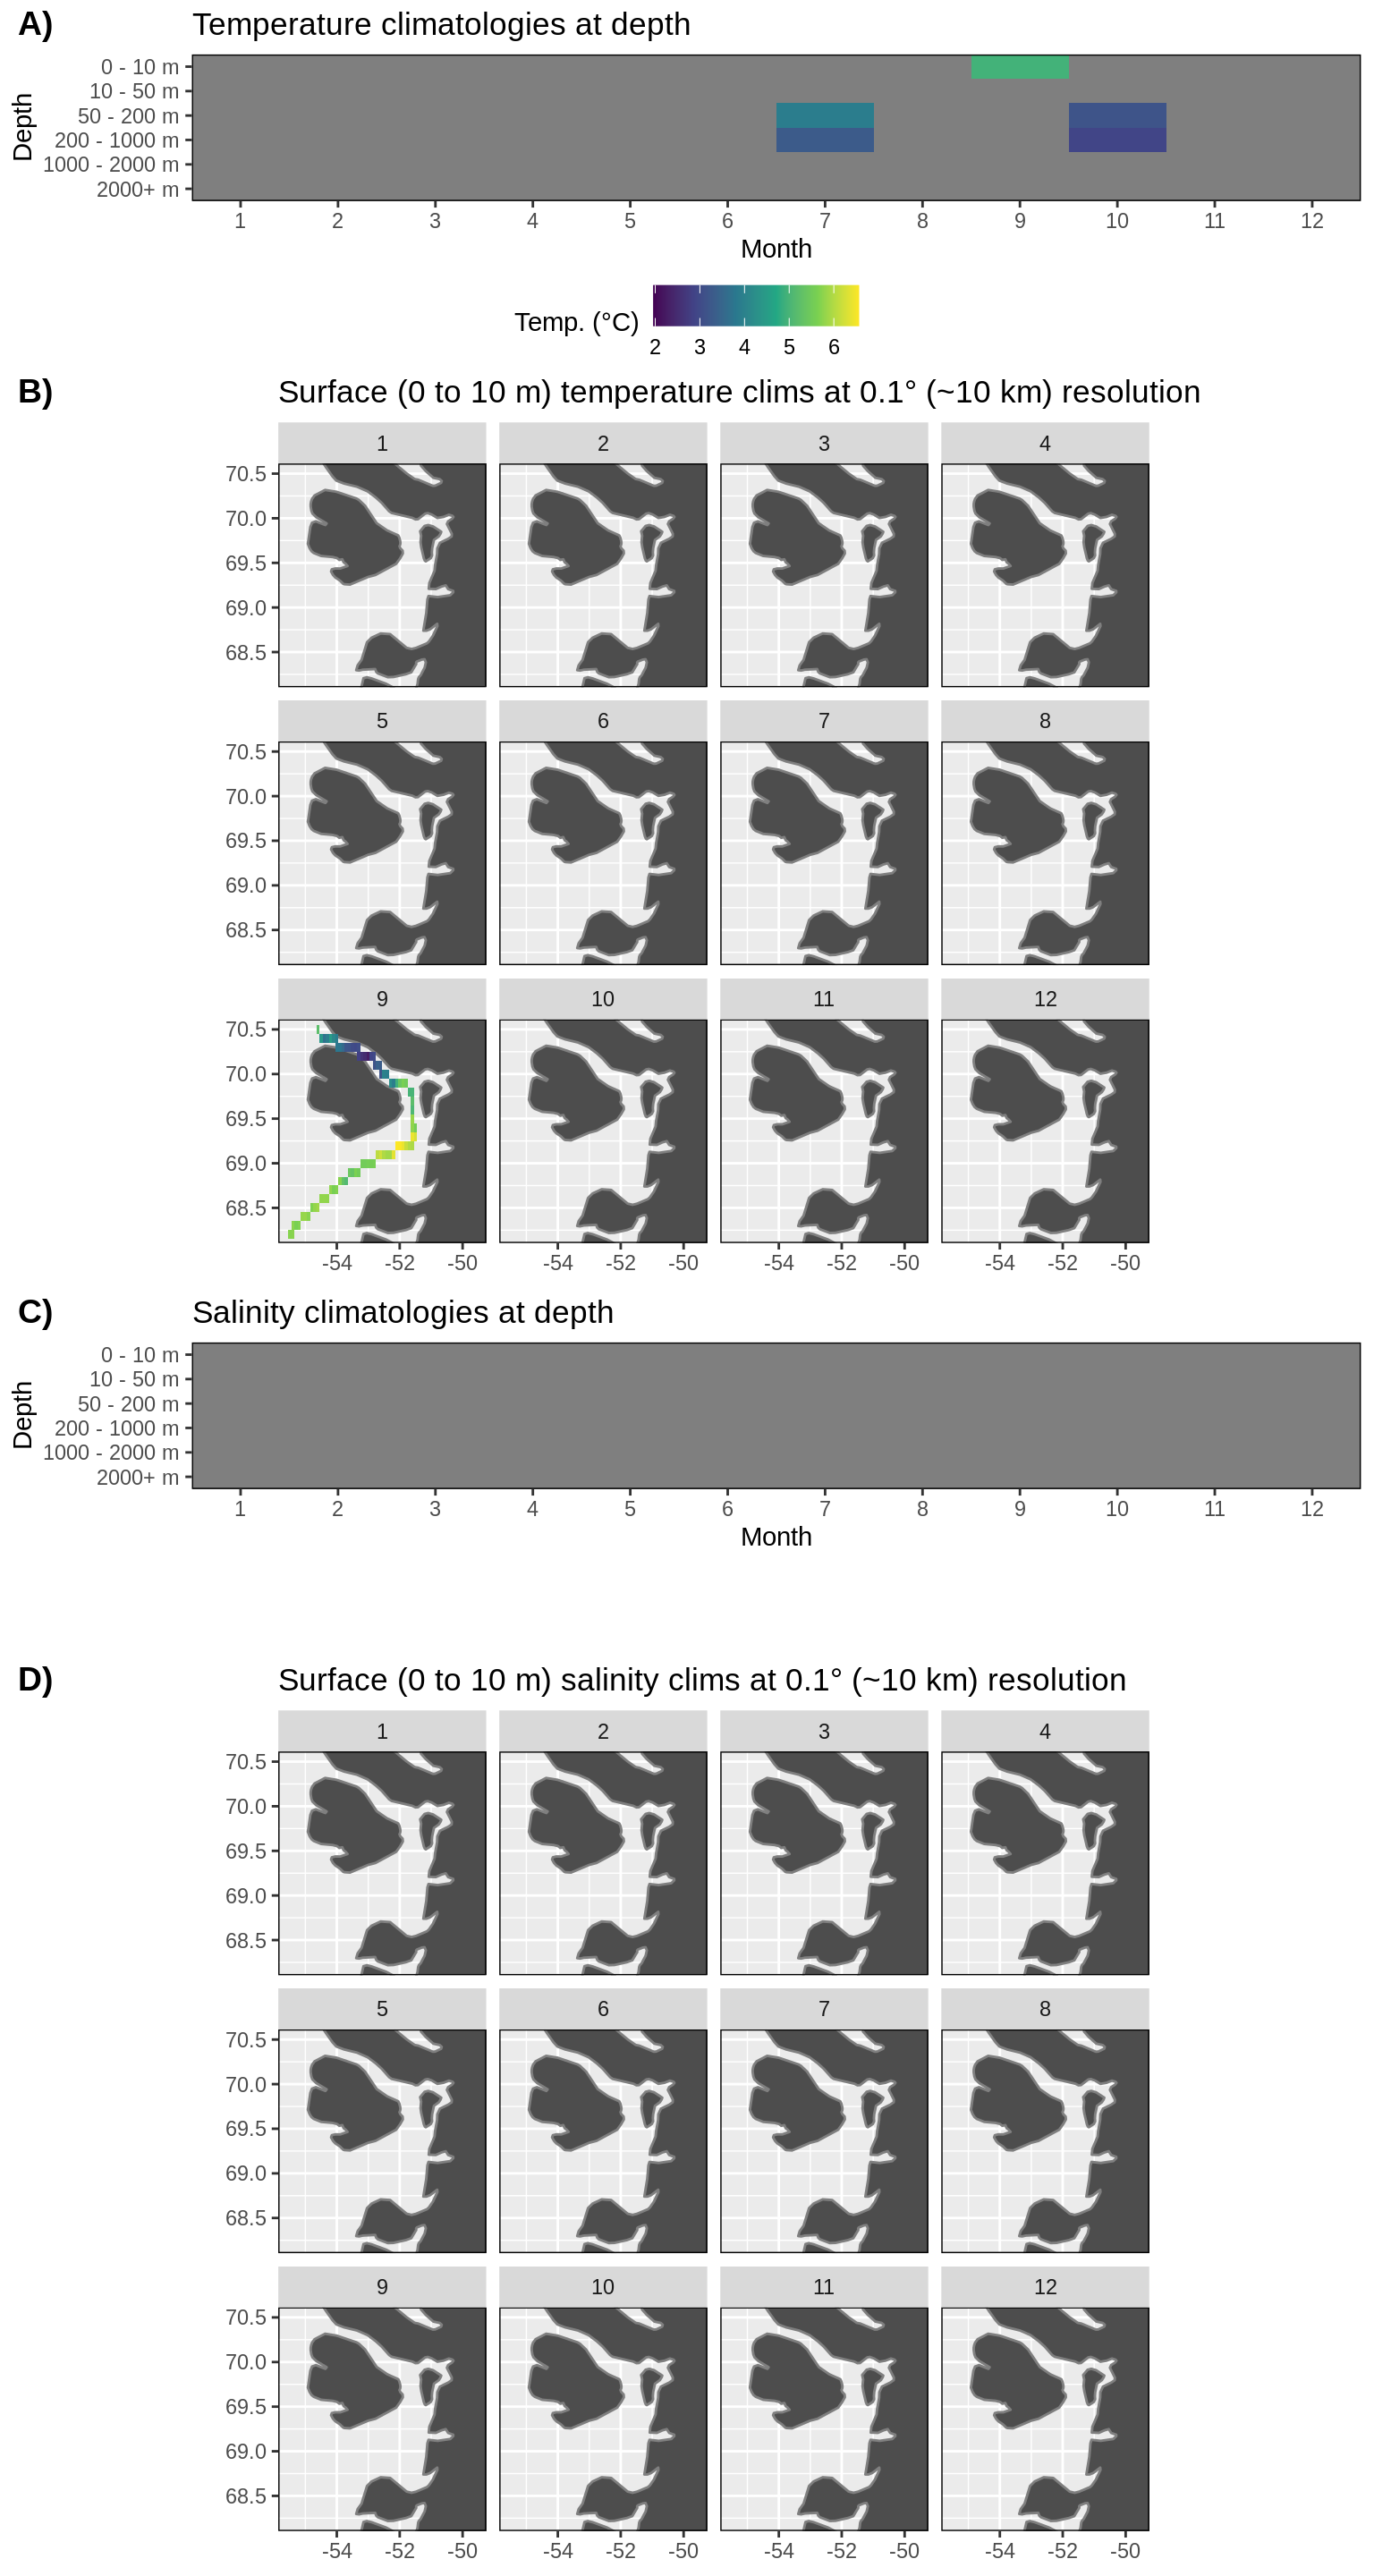 A) Temperature climatologies at depth
Depth
0 - 10 m
10 - 50 m
50 - 200 m
200 - 1000 m
1000 - 2000 m
2000+ m
1 2 3 4 5 6 7 8 9 10 11 12
Month
Temp. (°C)
2 3 4 5 6
B) Surface (0 to 10 m) temperature clims at 0.1° (~10 km) resolution
1 2 3 4
70.5
70.0
69.5
69.0
68.5
5 6 7 8
70.5
70.0
69.5
69.0
68.5
9 10 11 12
70.5
70.0
69.5
69.0
68.5
-54 -52 -50 -54 -52 -50 -54 -52 -50 -54 -52 -50
C) Salinity climatologies at depth
Depth
0 - 10 m
10 - 50 m
50 - 200 m
200 - 1000 m
1000 - 2000 m
2000+ m
1 2 3 4 5 6 7 8 9 10 11 12
Month
D) Surface (0 to 10 m) salinity clims at 0.1° (~10 km) resolution
1 2 3 4
70.5
70.0
69.5
69.0
68.5
5 6 7 8
70.5
70.0
69.5
69.0
68.5
9 10 11 12
70.5
70.0
69.5
69.0
68.5
-54 -52 -50 -54 -52 -50 -54 -52 -50 -54 -52 -50